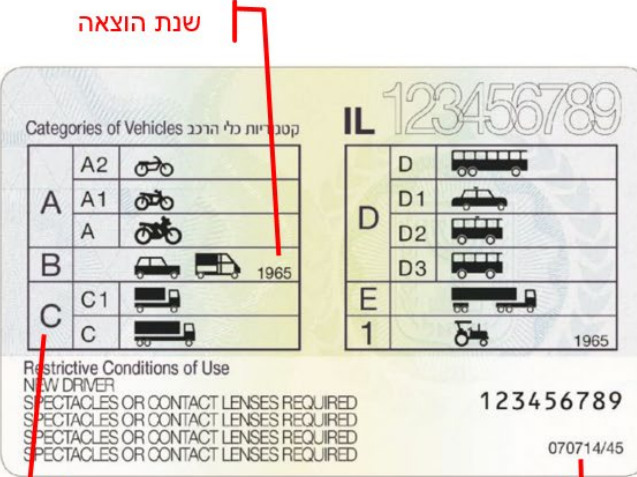 שנת הוצאה
Categories of Vehicles קטגוריות כלי הרכב
IL 123456789
A
A2
A1
A
B 1965
C
C1
C
D
D
D1
D2
D3
E
1 1965
Restrictive Conditions of Use
NEW DRIVER
SPECTACLES OR CONTACT LENSES REQUIRED
SPECTACLES OR CONTACT LENSES REQUIRED
SPECTACLES OR CONTACT LENSES REQUIRED
SPECTACLES OR CONTACT LENSES REQUIRED
123456789
070714/45